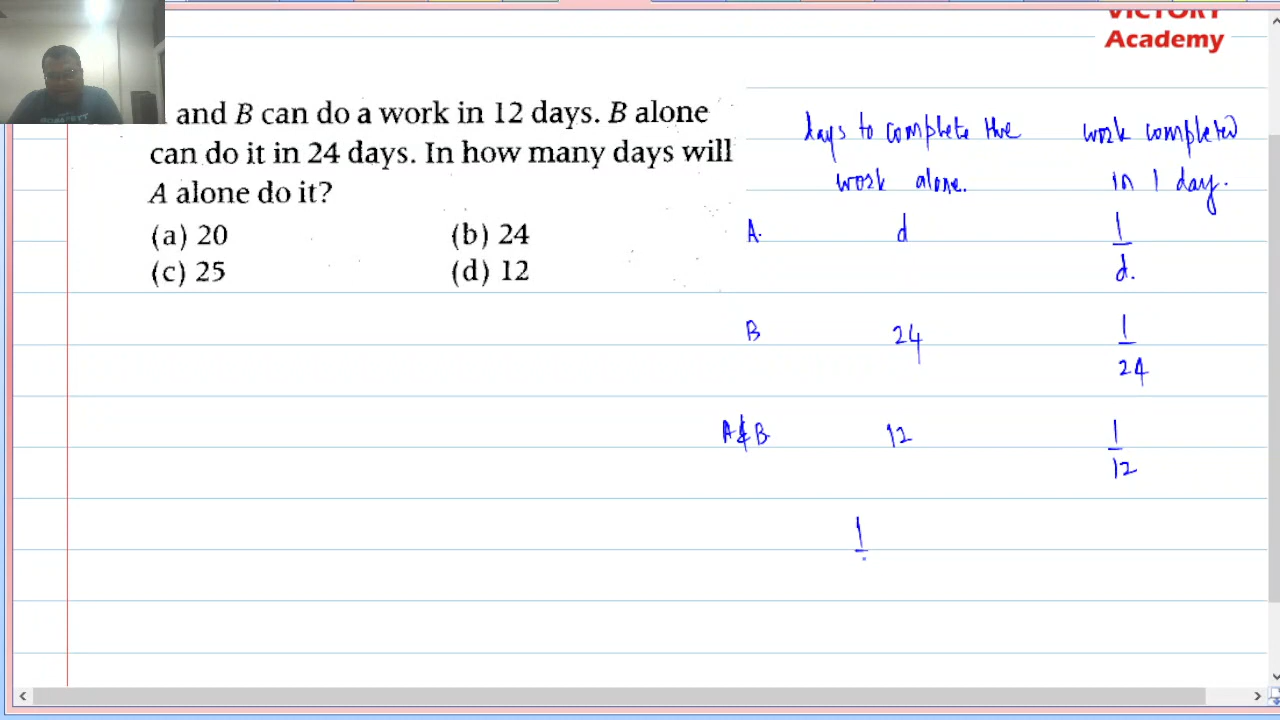 VICTORY
Academy
and B can do a work in 12 days. B alone
can do it in 24 days. In how many days will
A alone do it?
(a) 20 (b) 24
(c) 25 (d) 12
days to complete the work completed
work alone. in 1 day.
A. d 1/d.
B 24 1/24
A & B 12 1/12
1